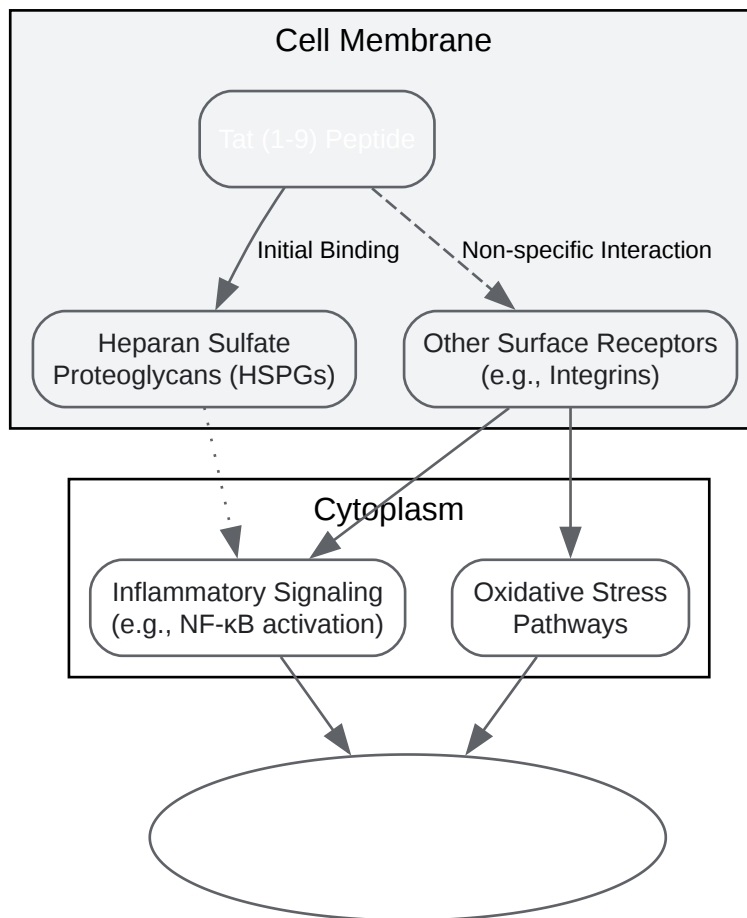 Cell Membrane
Tat (1-9) Peptide
Initial Binding
Non-specific Interaction
Heparan Sulfate
Proteoglycans (HSPGs)
Other Surface Receptors
(e.g., Integrins)
Cytoplasm
Inflammatory Signaling
(e.g., NF-κB activation)
Oxidative Stress
Pathways